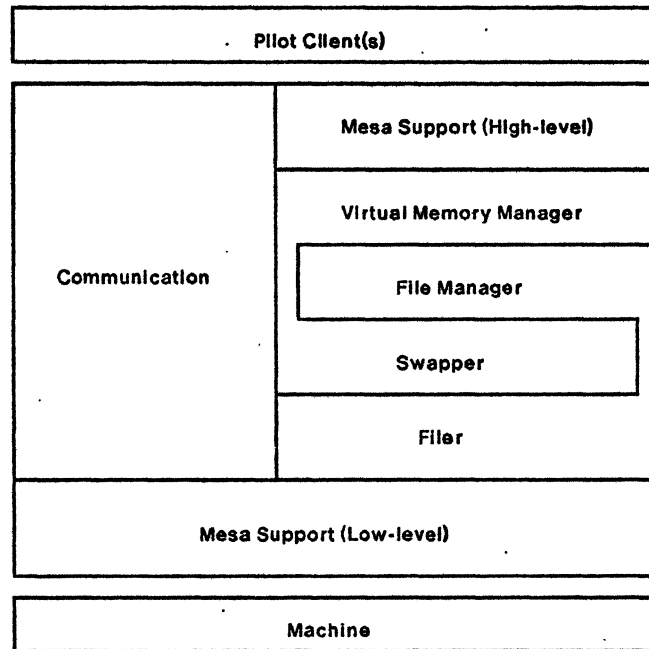 Pilot Client(s)
Mesa Support (High-level)
Virtual Memory Manager
Communication
File Manager
Swapper
Filer
Mesa Support (Low-level)
Machine